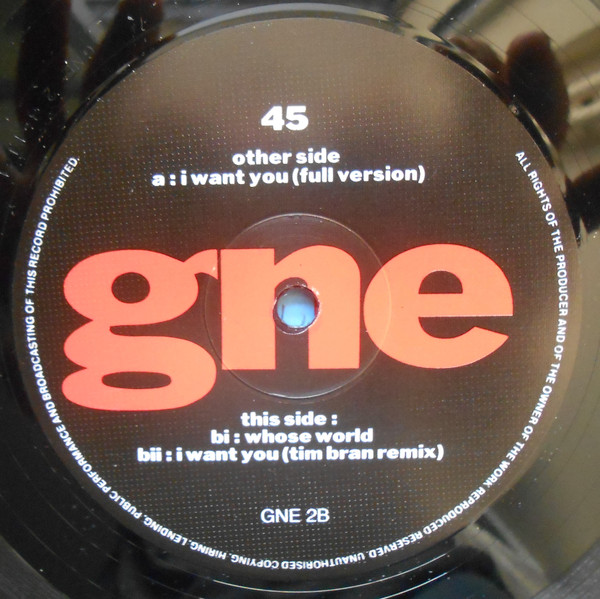 45
other side
a : i want you (full version)
gne
this side :
bi : whose world
bii : i want you (tim bran remix)
GNE 2B
ALL RIGHTS OF THE PRODUCER AND OF THE OWNER OF THE WORK REPRODUCED RESERVED. UNAUTHORISED COPYING. HIRING. LENDING. PUBLIC PERFORMANCE AND BROADCASTING OF THIS RECORD PROHIBITED.